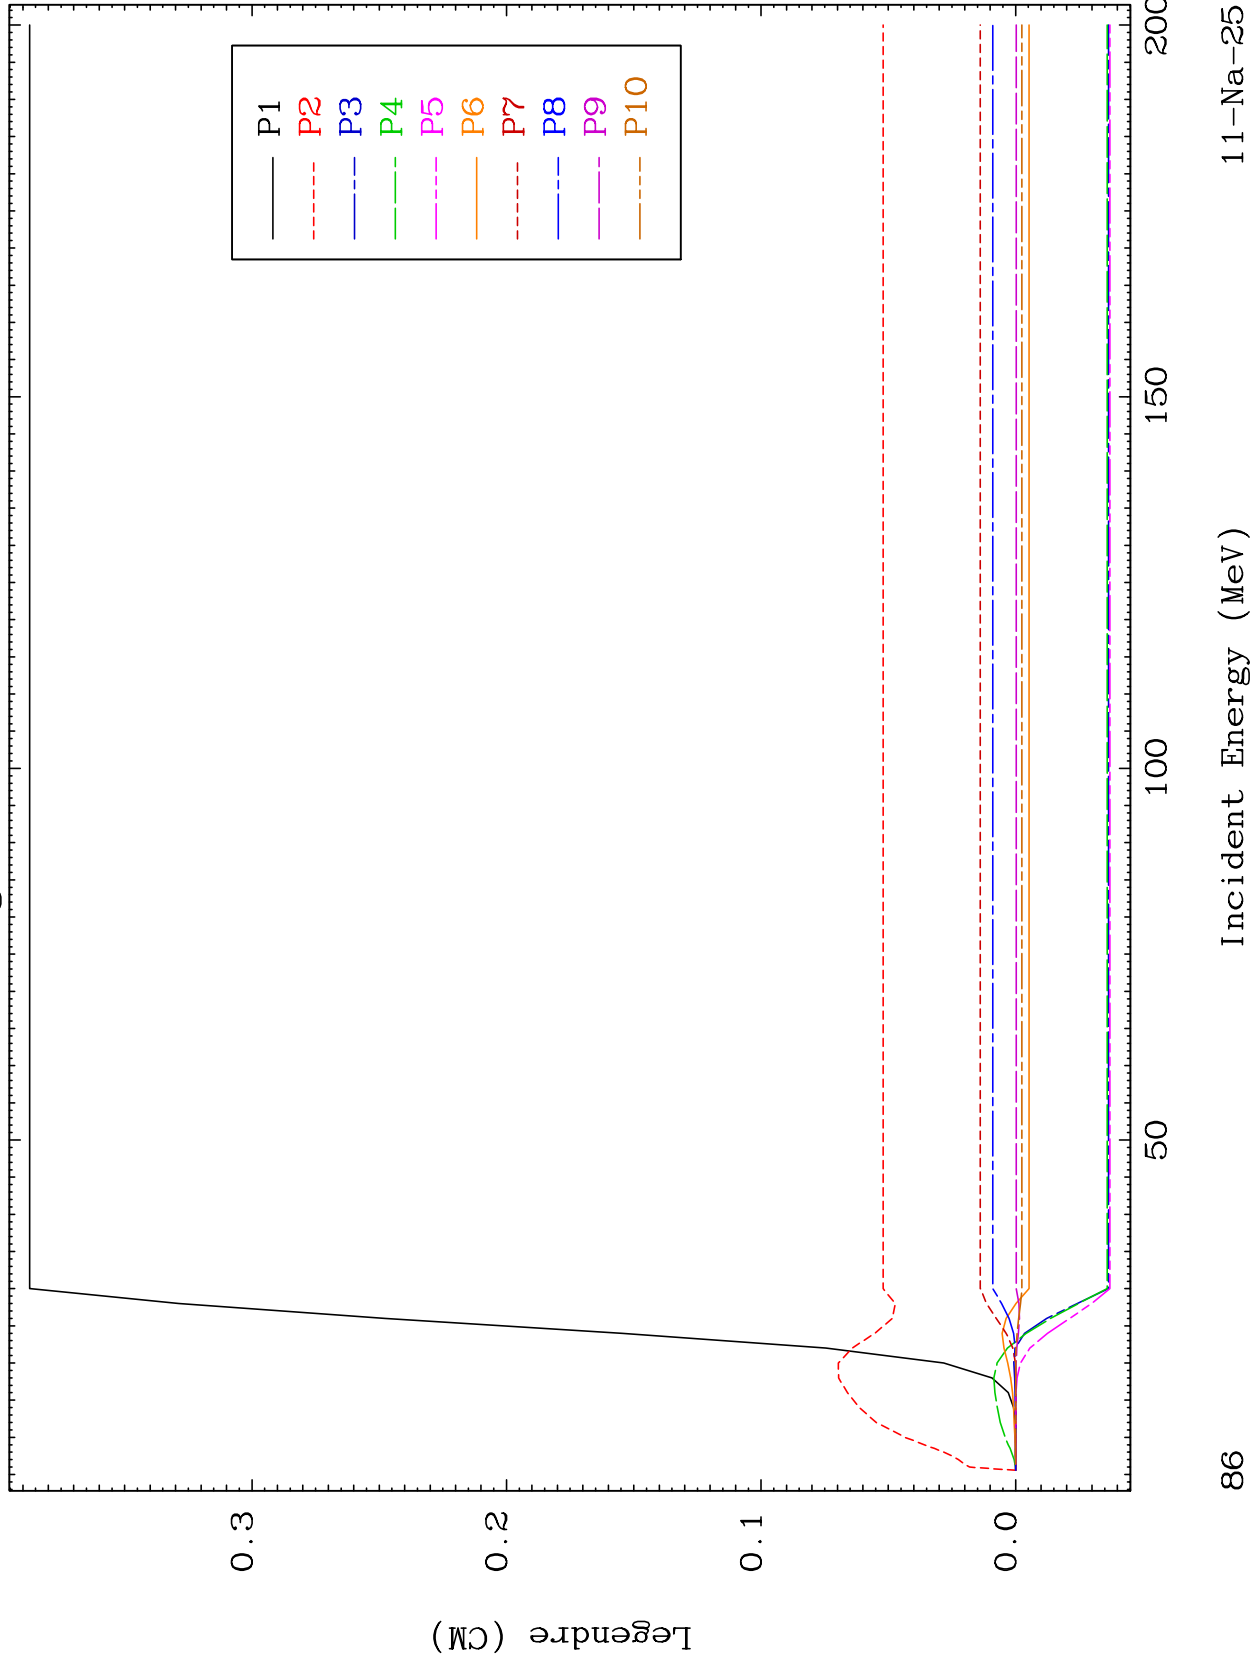 P1
P2
P3
P4
P5
P6
P7
P8
P9
P10
0.3
0.2
0.1
0.0
Legendre (CM)
50
100
150
200
Incident Energy (MeV)
86
11-Na-25